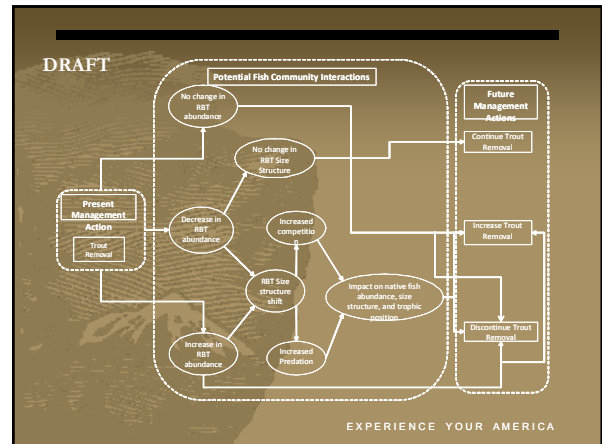 DRAFT
Potential Fish Community Interactions
No change in
RBT
abundance
Future
Management
Actions
Continue Trout
Removal
No change in
RBT Size
Structure
Present
Management
Action
Trout
Removal
Decrease in
RBT
abundance
Increased
competitio
n
Increase Trout
Removal
RBT Size
structure
shift
Impact on native fish
abundance, size
structure, and trophic
position
Discontinue Trout
Removal
Increase in
RBT
abundance
Increased
Predation
EXPERIENCE YOUR AMERICA